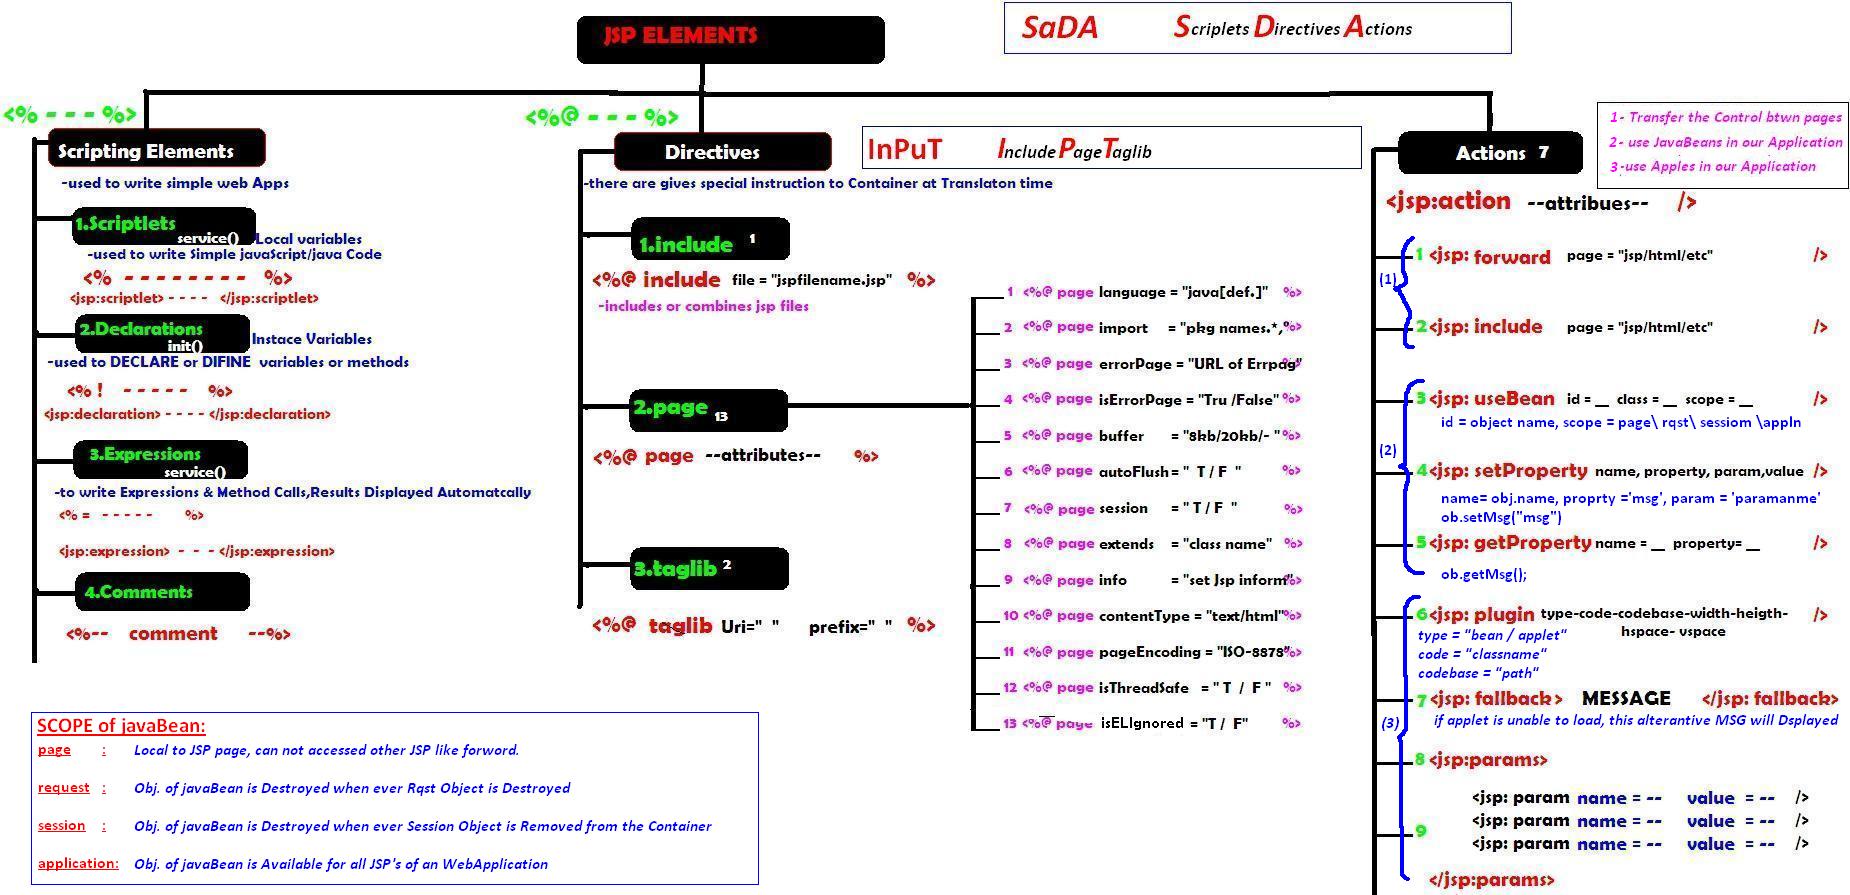 JSP ELEMENTS
SaDA Scriplets Directives Actions
<% - - - %>
Scripting Elements
-used to write simple web Apps
1.Scriptlets
service() Local variables
-used to write Simple javaScript/java Code
<% - - - - - - - - %>
<jsp:scriptlet> - - - - </jsp:scriptlet>
2.Declarations
init() Instace Variables
-used to DECLARE or DIFINE variables or methods
<% ! - - - - - %>
<jsp:declaration> - - - - </jsp:declaration>
3.Expressions
service()
-to write Expressions & Method Calls,Results Displayed Automatcally
<% = - - - - - %>
<jsp:expression> - - - </jsp:expression>
4.Comments
<%-- comment --%>
SCOPE of javaBean:
page : Local to JSP page, can not accessed other JSP like forword.
request : Obj. of javaBean is Destroyed when ever Rqst Object is Destroyed
session : Obj. of javaBean is Destroyed when ever Session Object is Removed from the Container
application: Obj. of javaBean is Available for all JSP's of an WebApplication
<%@ - - - %>
Directives
InPuT Include Page Taglib
-there are gives special instruction to Container at Translaton time
1.include 1
<%@ include file = "jspfilename.jsp" %>
-includes or combines jsp files
2.page 13
<%@ page --attributes-- %>
3.taglib 2
<%@ taglib Uri=" " prefix=" " %>
1 <%@ page language = "java[def.]" %>
2 <%@ page import = "pkg names.*," %>
3 <%@ page errorPage = "URL of Errpag" %>
4 <%@ page isErrorPage = "Tru /False" %>
5 <%@ page buffer = "8kb/20kb/- " %>
6 <%@ page autoFlush = " T / F " %>
7 <%@ page session = " T / F " %>
8 <%@ page extends = "class name" %>
9 <%@ page info = "set Jsp inform" %>
10 <%@ page contentType = "text/html" %>
11 <%@ page pageEncoding = "ISO-8878" %>
12 <%@ page isThreadSafe = " T / F " %>
13 <%@ page isELIgnored = "T / F" %>
Actions 7
1- Transfer the Control btwn pages
2- use JavaBeans in our Application
3-use Apples in our Application
<jsp:action --attribues-- />
(1)
1 <jsp: forward page = "jsp/html/etc" />
2 <jsp: include page = "jsp/html/etc" />
(2)
3 <jsp: useBean id = __ class = __ scope = __ />
id = object name, scope = page\ rqst\ sessiom \appln
4 <jsp: setProperty name, property, param,value />
name= obj.name, proprty ='msg', param = 'paramanme'
ob.setMsg("msg")
5 <jsp: getProperty name = __ property= __ />
ob.getMsg();
(3)
6 <jsp: plugin type-code-codebase-width-heigth- />
hspace- vspace
type = "bean / applet"
code = "classname"
codebase = "path"
7 <jsp: fallback> MESSAGE </jsp: fallback>
if applet is unable to load, this alterantive MSG will Dsplayed
8 <jsp:params>
<jsp: param name = -- value = -- />
9 <jsp: param name = -- value = -- />
<jsp: param name = -- value = -- />
</jsp:params>